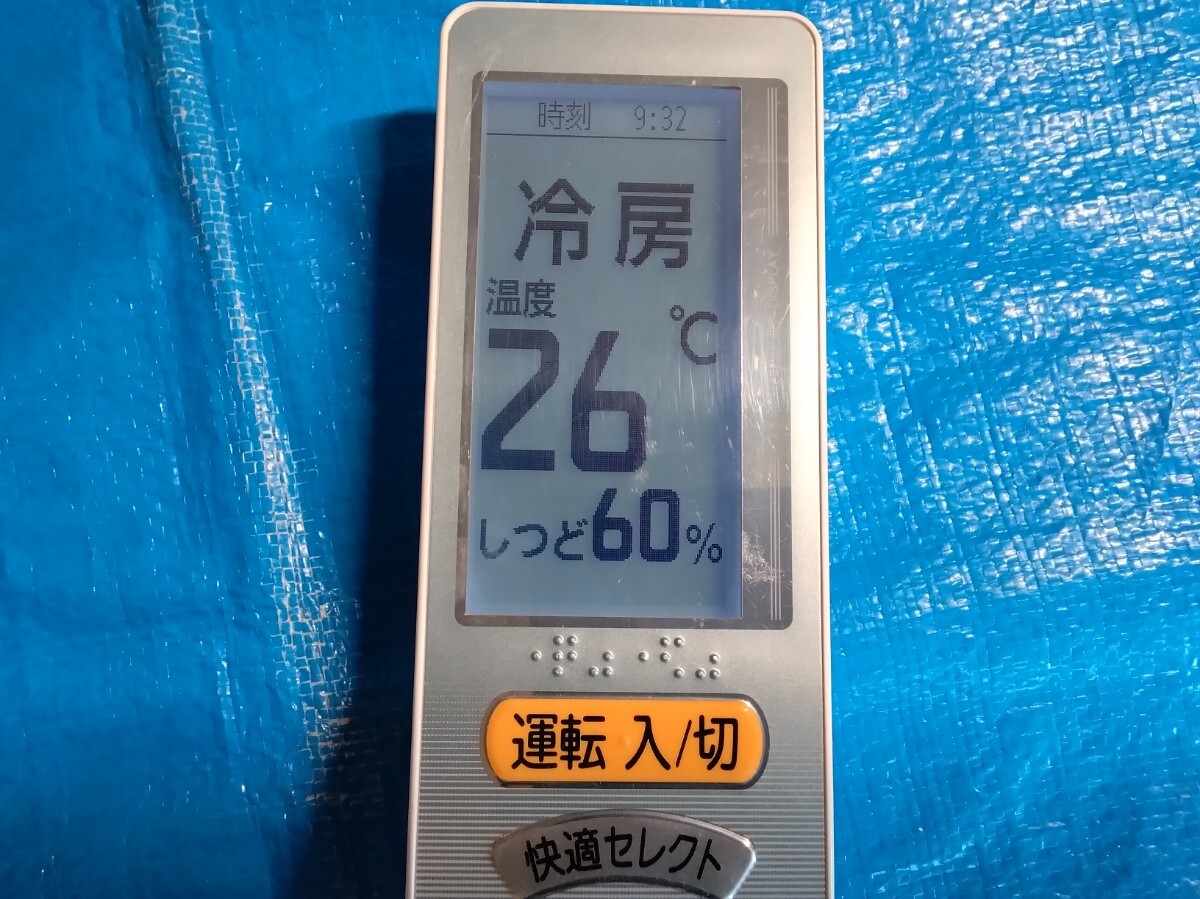 時刻 9:32
冷房
温度
26℃
しつど60%
運転 入/切
快適セレクト